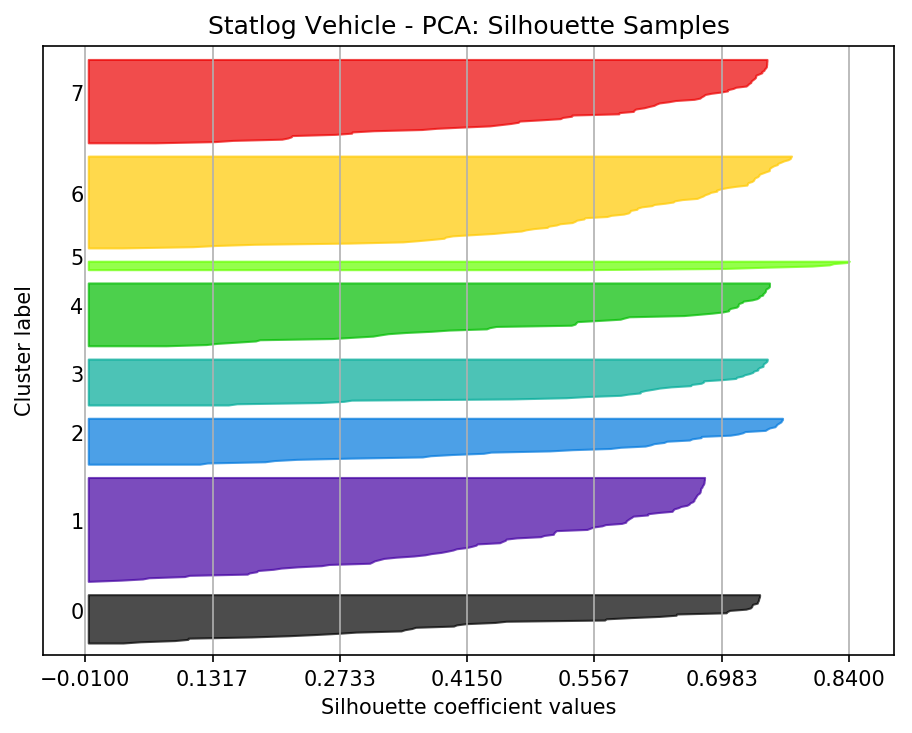 Statlog Vehicle - PCA: Silhouette Samples
7
6
5
4
3
2
1
0
Cluster label
−0.0100 0.1317 0.2733 0.4150 0.5567 0.6983 0.8400
Silhouette coefficient values